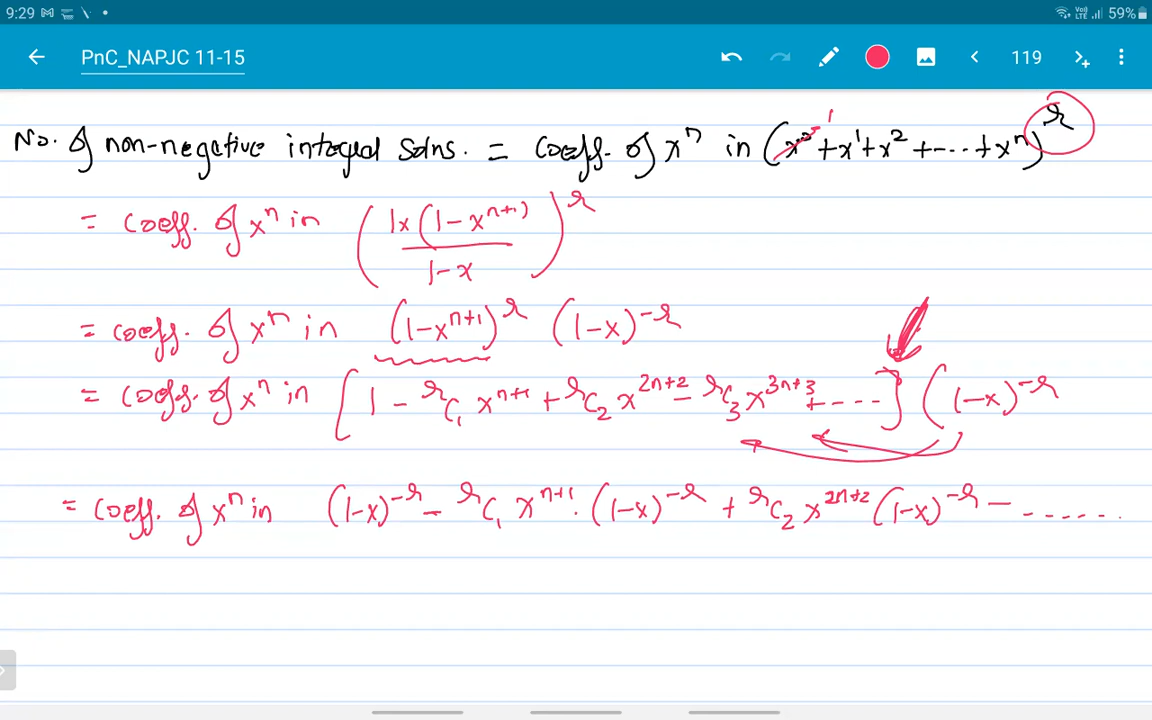 9:29 59%
PnC_NAPJC 11-15 119
No. of non-negative integral solns. = coeff. of xⁿ in (x⁰ 1 + x¹ + x² + --- + xⁿ)ʳ
= coeff. of xⁿ in (1x(1-xⁿ⁺¹)/1-x)ʳ
= coeff. of xⁿ in (1-xⁿ⁺¹)ʳ (1-x)⁻ʳ
= coeff. of xⁿ in [1 - ʳC₁ xⁿ⁺¹ + ʳC₂ x²ⁿ⁺² - ʳC₃ x³ⁿ⁺³ + ----] (1-x)⁻ʳ
= coeff. of xⁿ in (1-x)⁻ʳ - ʳC₁ xⁿ⁺¹ · (1-x)⁻ʳ + ʳC₂ x²ⁿ⁺² (1-x)⁻ʳ - ......